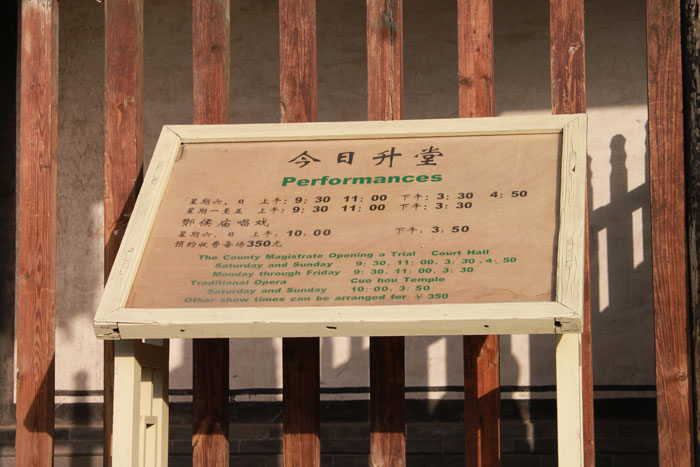 今日升堂
Performances
星期六、日 上午: 9: 30 11: 00 下午: 3: 30 4: 50
星期一至五 上午: 9: 30 11: 00 下午: 3: 30
酂侯庙唱戏
星期六、日 上午: 10: 00 下午: 3: 50
预约收费每场350元
The County Magistrate Opening a Trial Court Hall
Saturday and Sunday 9: 30, 11: 00, 3: 30, 4: 50
Monday through Friday 9: 30, 11: 00, 3: 30
Traditional Opera Cuo hou Temple
Saturday and Sunday 10: 00, 3: 50
Other show times can be arranged for ￥350